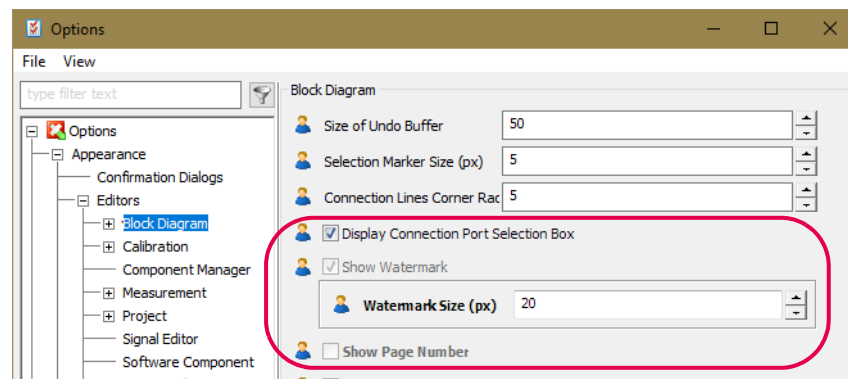 Options
File View
type filter text
Options
Appearance
Confirmation Dialogs
Editors
Block Diagram
Calibration
Component Manager
Measurement
Project
Signal Editor
Software Component
Block Diagram
Size of Undo Buffer 50
Selection Marker Size (px) 5
Connection Lines Corner Rac 5
Display Connection Port Selection Box
Show Watermark
Watermark Size (px) 20
Show Page Number